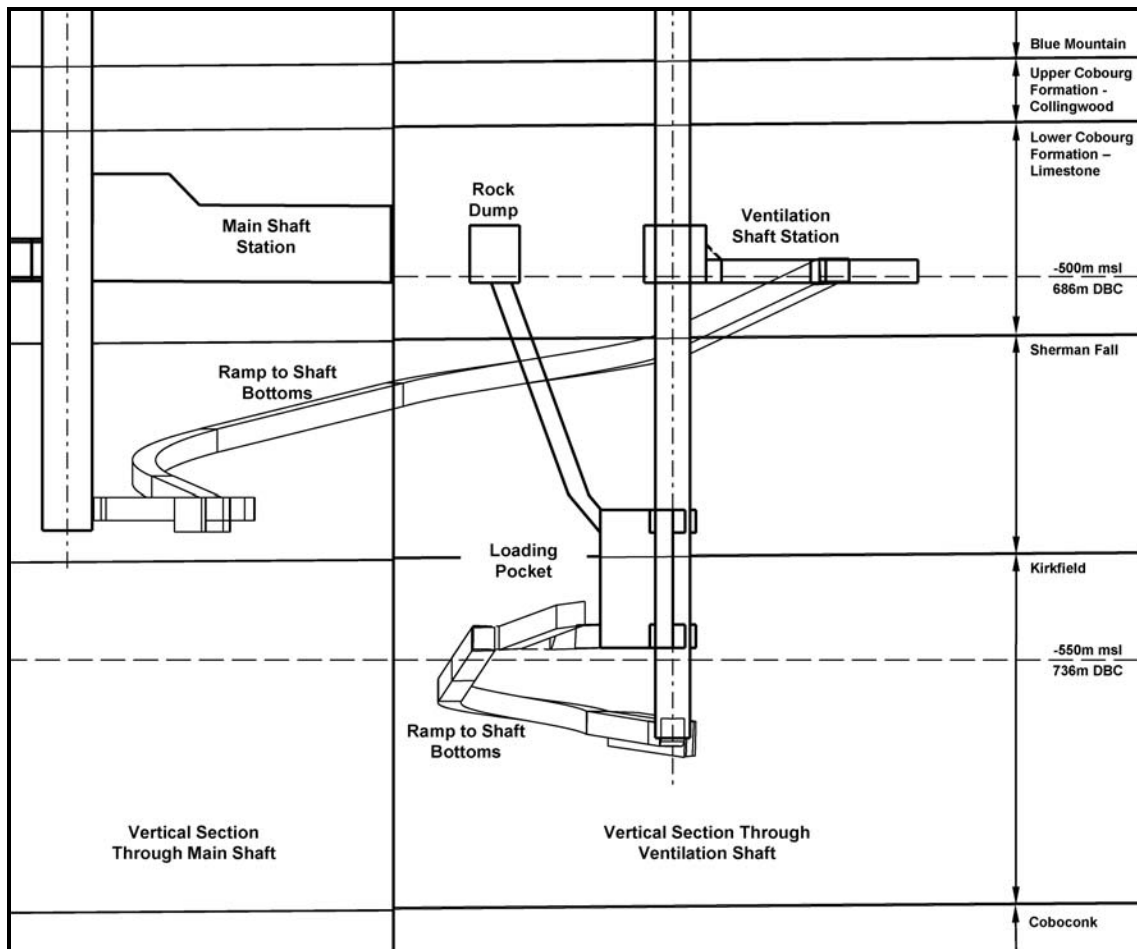 Blue Mountain
Upper Cobourg
Formation -
Collingwood
Lower Cobourg
Formation –
Limestone
Rock
Dump
Main Shaft
Station
Ventilation
Shaft Station
-500m msl
686m DBC
Sherman Fall
Ramp to Shaft
Bottoms
Loading
Pocket
Kirkfield
-550m msl
736m DBC
Ramp to Shaft
Bottoms
Vertical Section
Through Main Shaft
Vertical Section Through
Ventilation Shaft
Coboconk